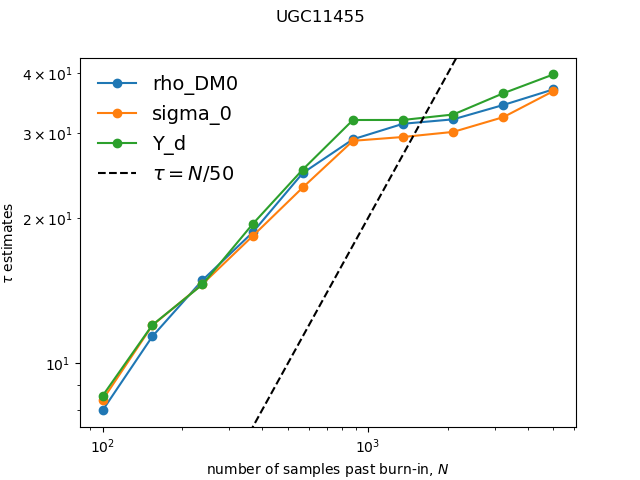 UGC11455
rho_DM0
sigma_0
Y_d
τ = N/50
4 × 10¹
3 × 10¹
2 × 10¹
10¹
τ estimates
10² 10³
number of samples past burn-in, N